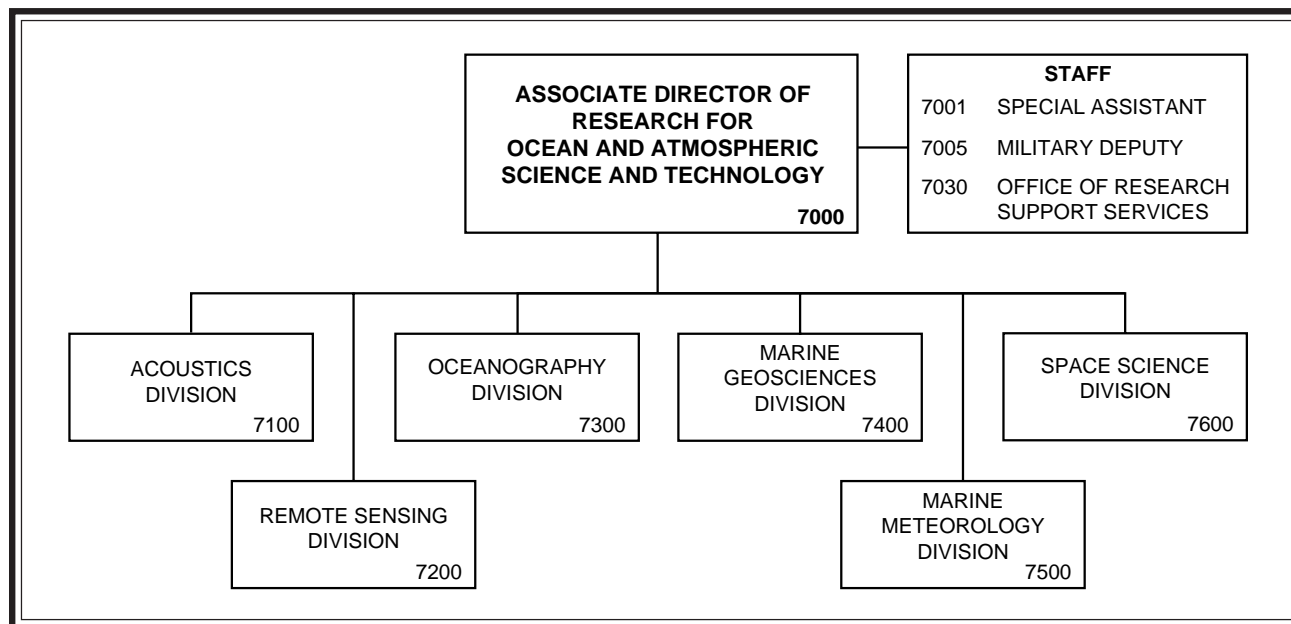 ASSOCIATE DIRECTOR OF
RESEARCH FOR
OCEAN AND ATMOSPHERIC
SCIENCE AND TECHNOLOGY
7000
STAFF
7001 SPECIAL ASSISTANT
7005 MILITARY DEPUTY
7030 OFFICE OF RESEARCH
SUPPORT SERVICES
ACOUSTICS
DIVISION
7100
OCEANOGRAPHY
DIVISION
7300
MARINE
GEOSCIENCES
DIVISION
7400
SPACE SCIENCE
DIVISION
7600
REMOTE SENSING
DIVISION
7200
MARINE
METEOROLOGY
DIVISION
7500